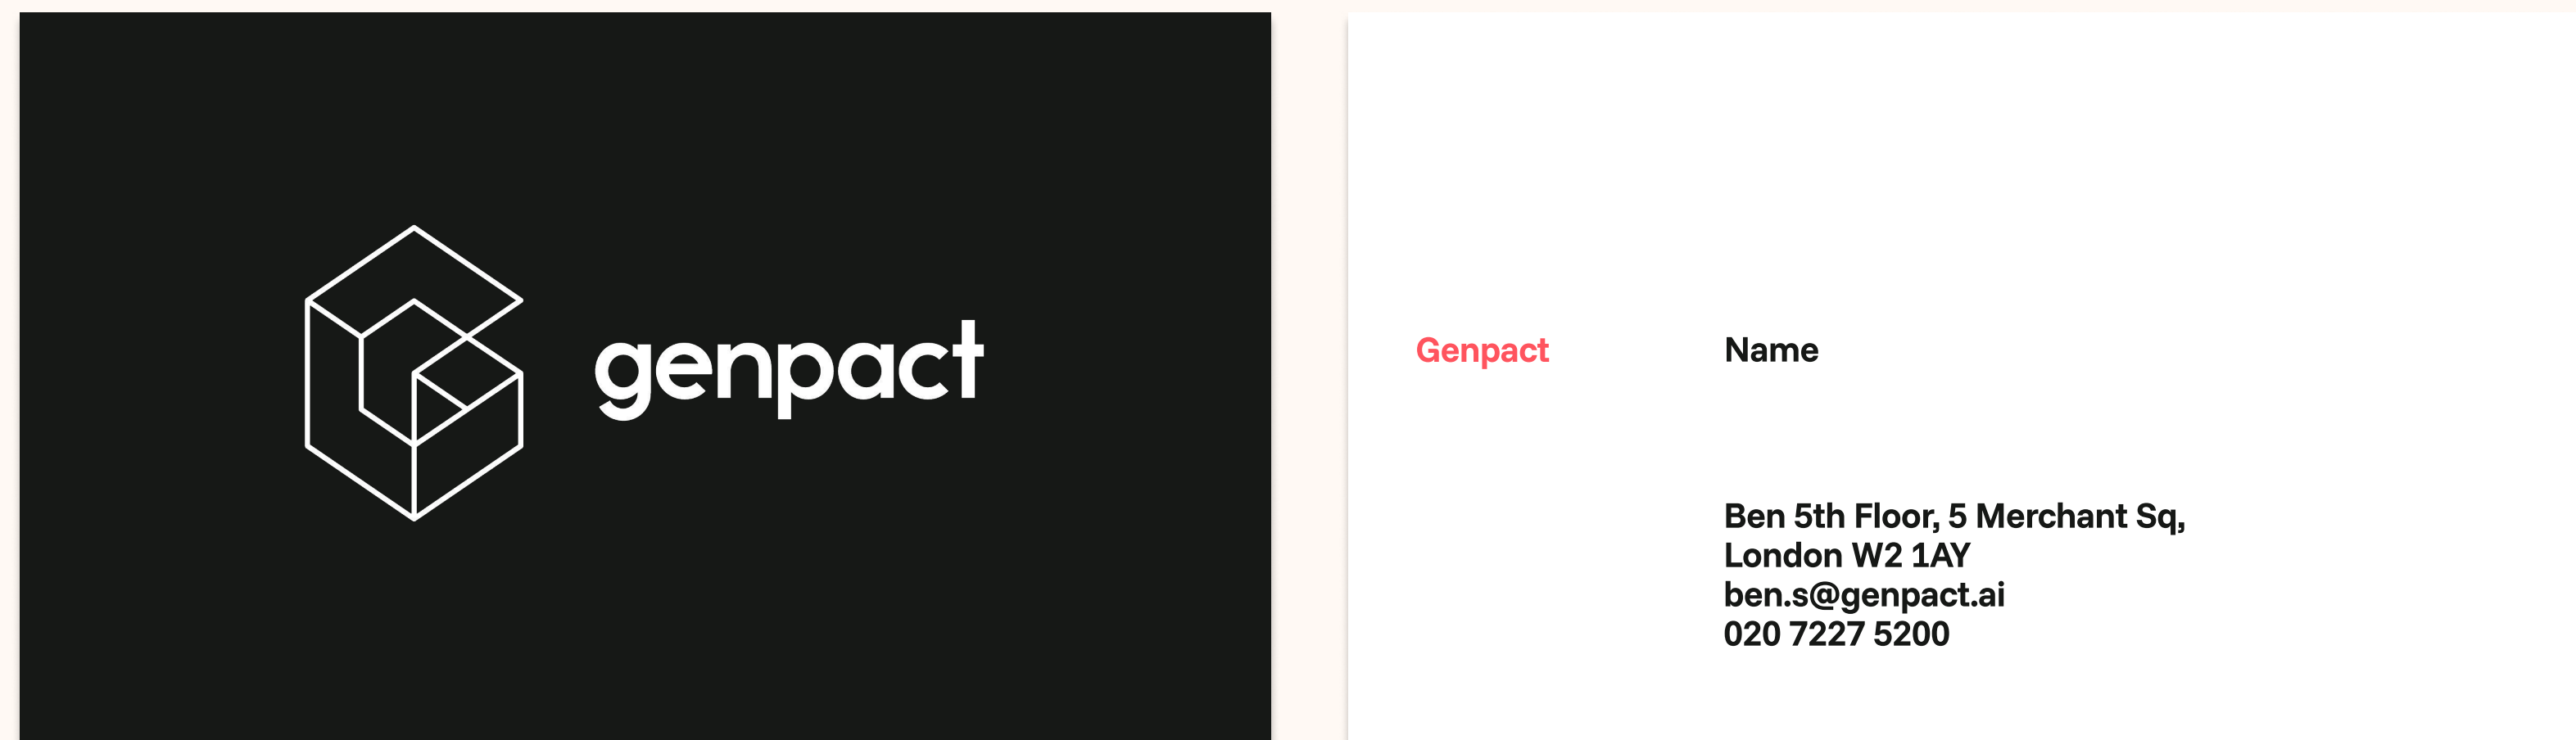 genpact
Genpact
Name
Ben 5th Floor, 5 Merchant Sq,
London W2 1AY
ben.s@genpact.ai
020 7227 5200